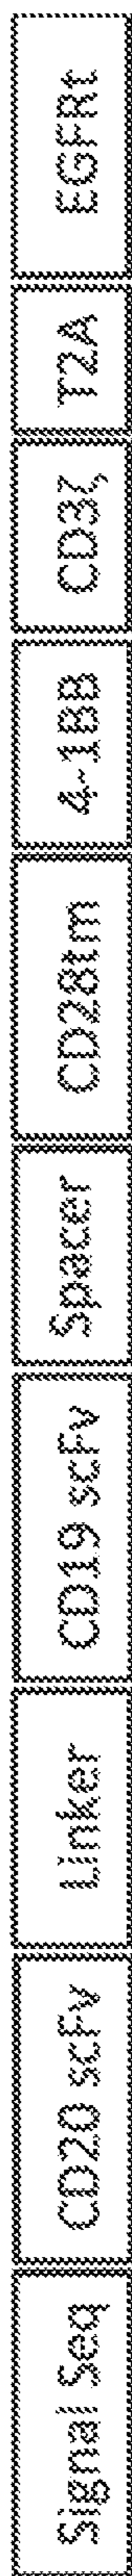 Signal Seq
CD20 scFv
Linker
CD19 scFv
Spacer
CD28tm
4-1BB
CD3ζ
T2A
EGFRt